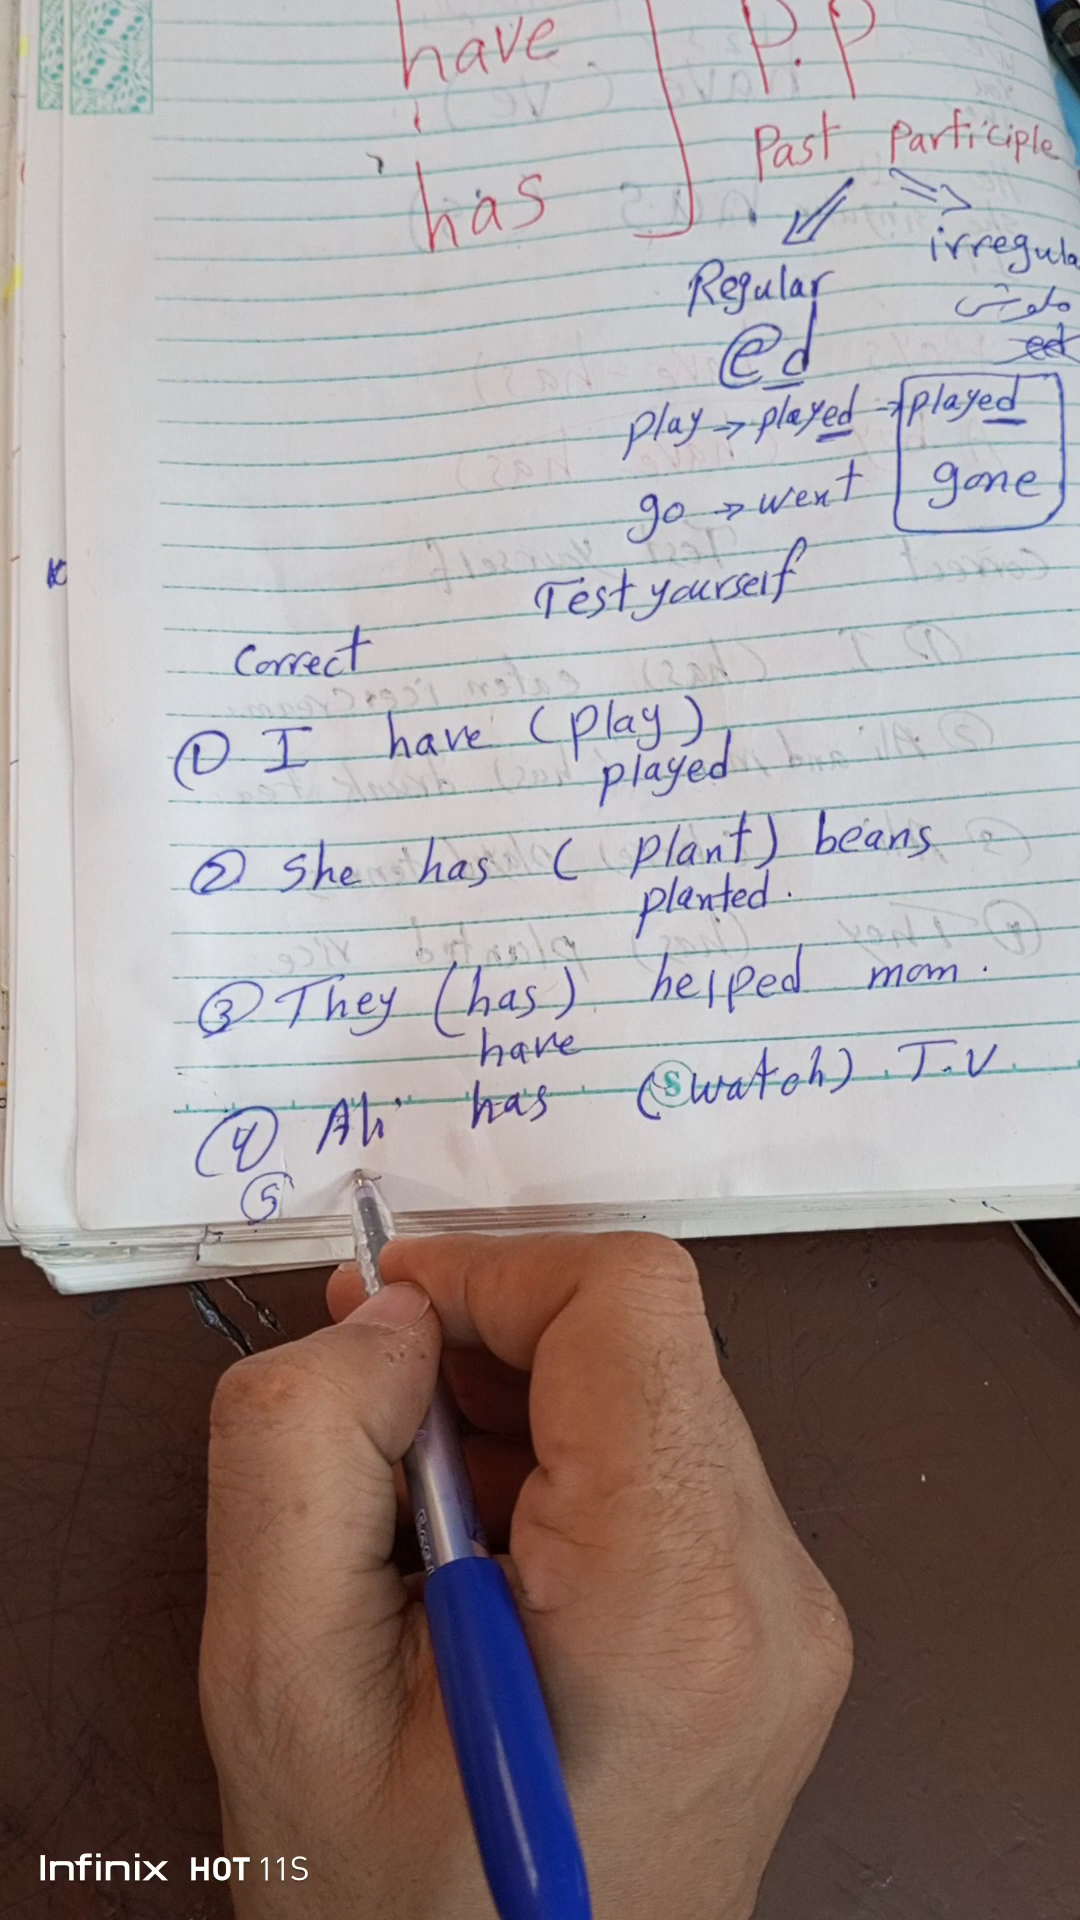 have
has
P.P
Past Participle
Regular
irregula
ملوش
ed
ed
play → played → played
go → went gone
Test yourself
Correct
① I have (play)
played
② She has (plant) beans
planted.
③ They (has) helped mom.
have
④ Ali has (watch) T.V
⑤
S
Infinix HOT 11S